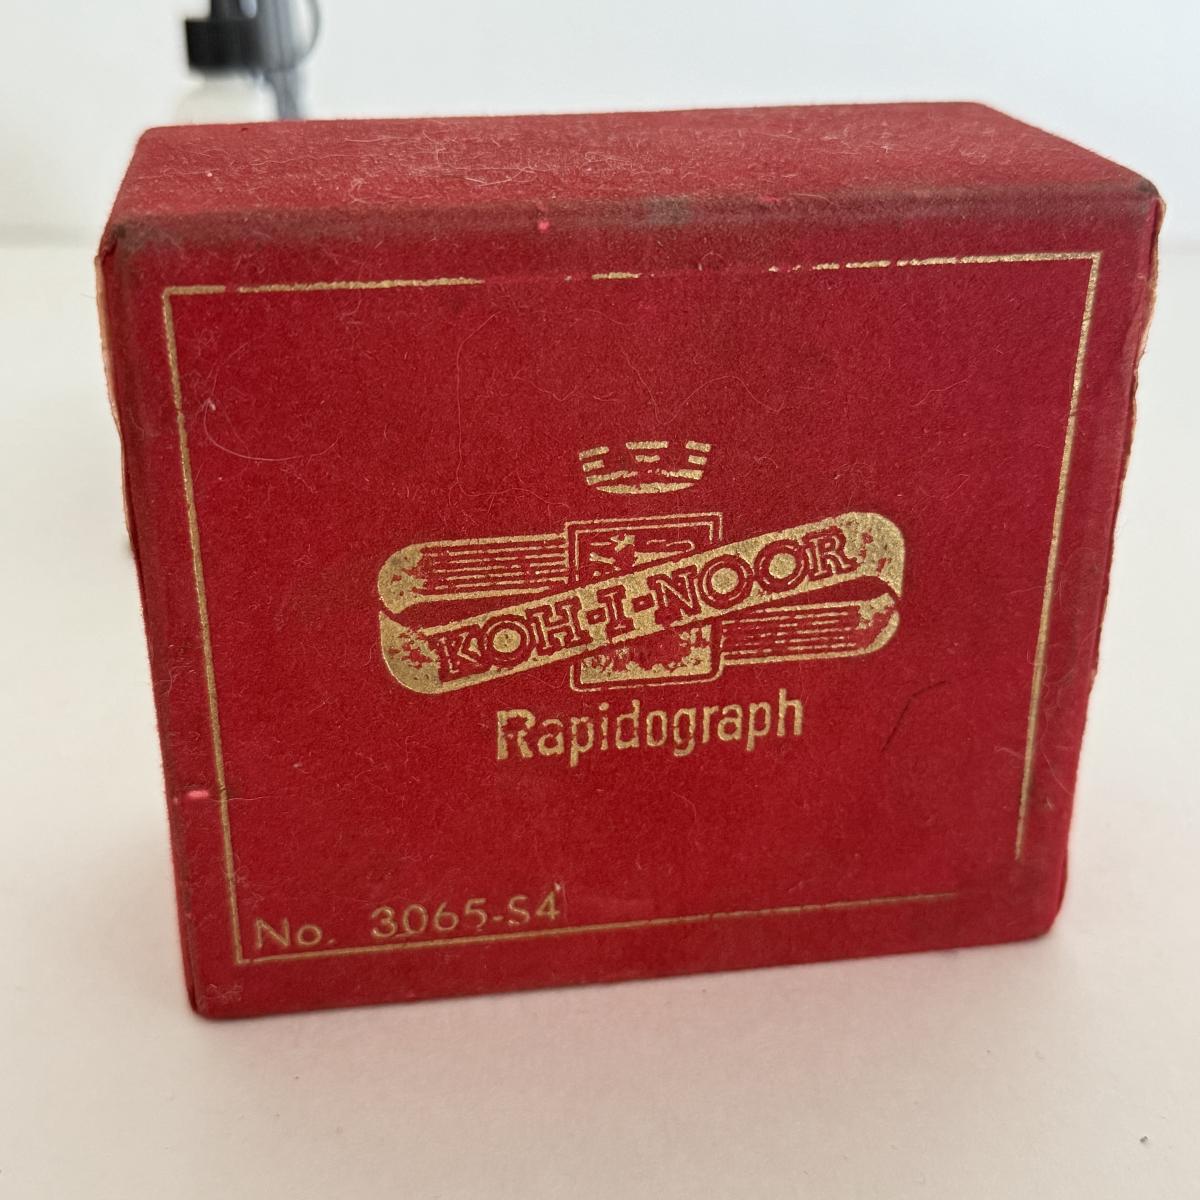 KOH-I-NOOR
Rapidograph
No. 3065-S4